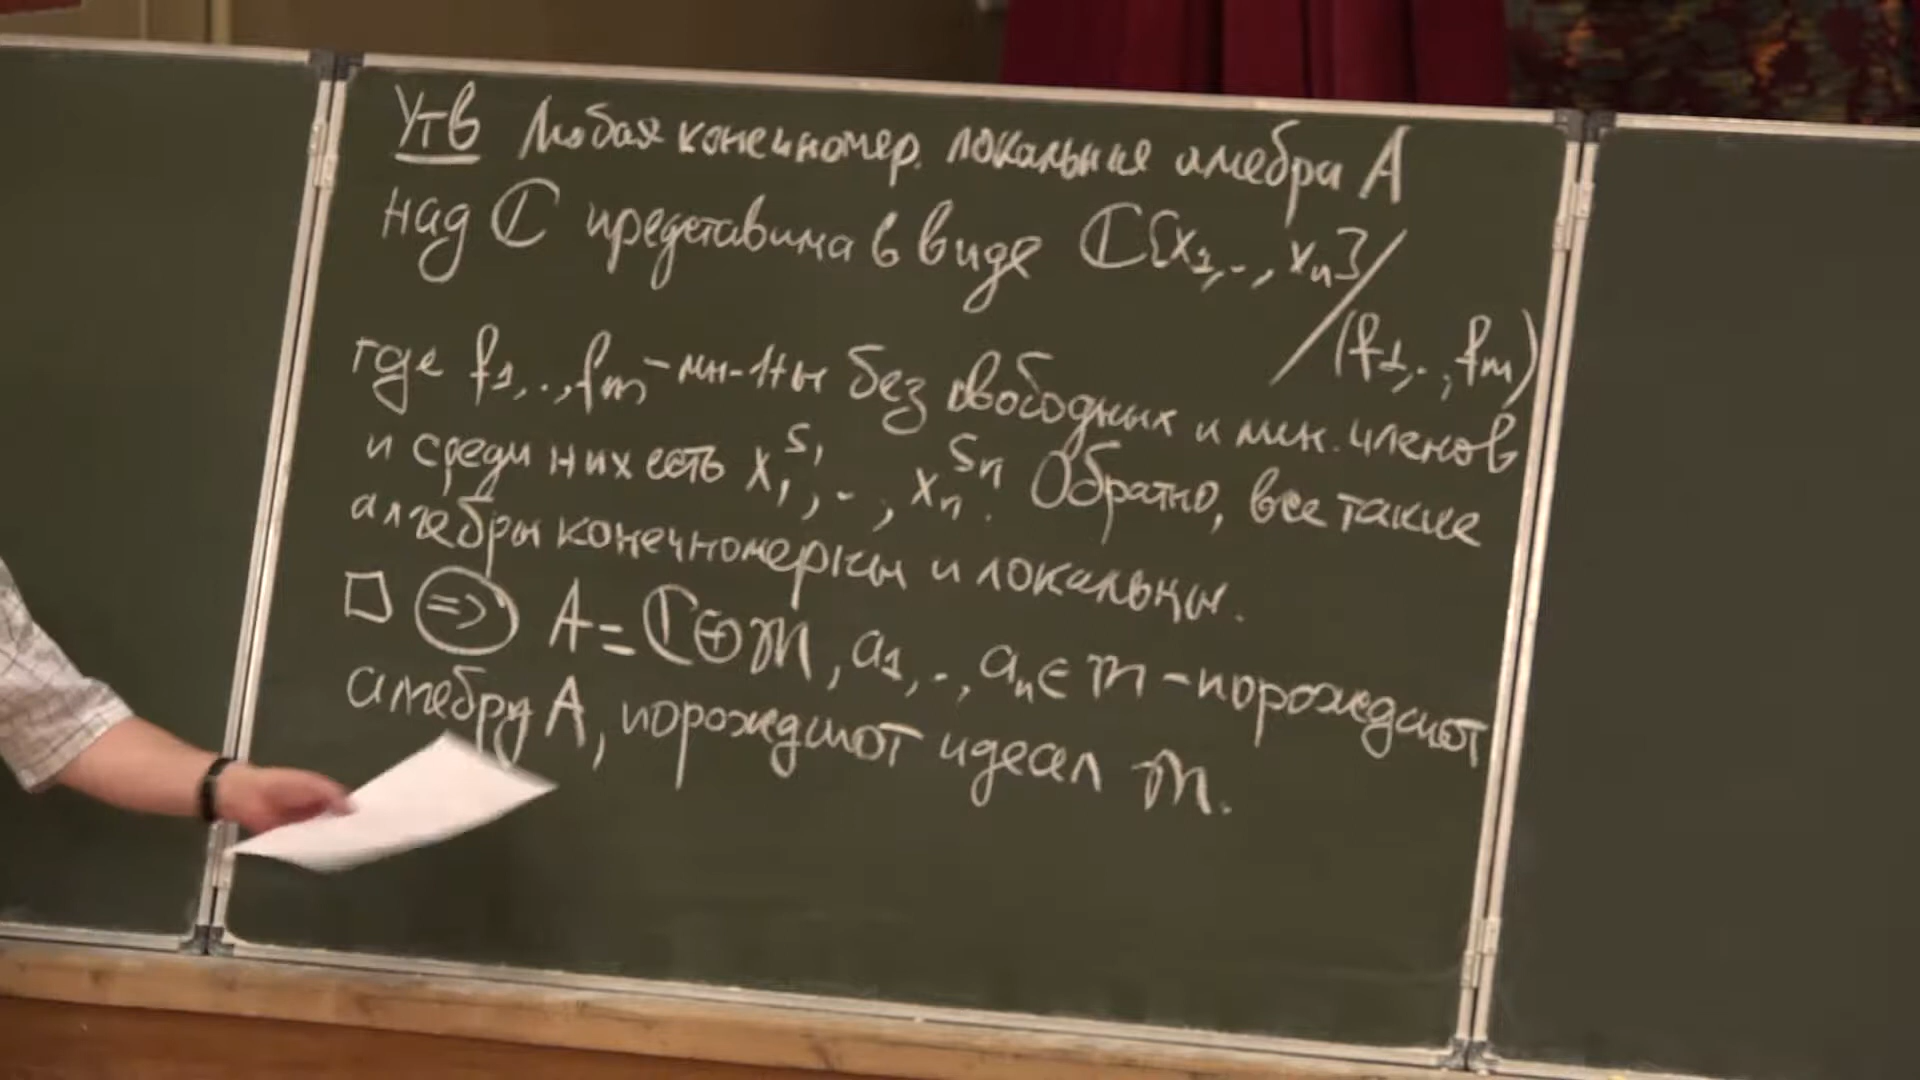 Утв Любая конечномер. локальная алгебра A
над ℂ представима в виде ℂ[x₁,..,xₙ]/(f₁,..,fₘ)
где f₁,..,fₘ - мн-ны без свободных и лин. членов
и среди них есть x₁^s₁,..,xₙ^sₙ. Обратно, все такие
алгебры конечномерны и локальны.
□ ⇒ A = ℂ⊕m, a₁,..,aₙ∈m - порождают
алгебру A, порождают идеал m.